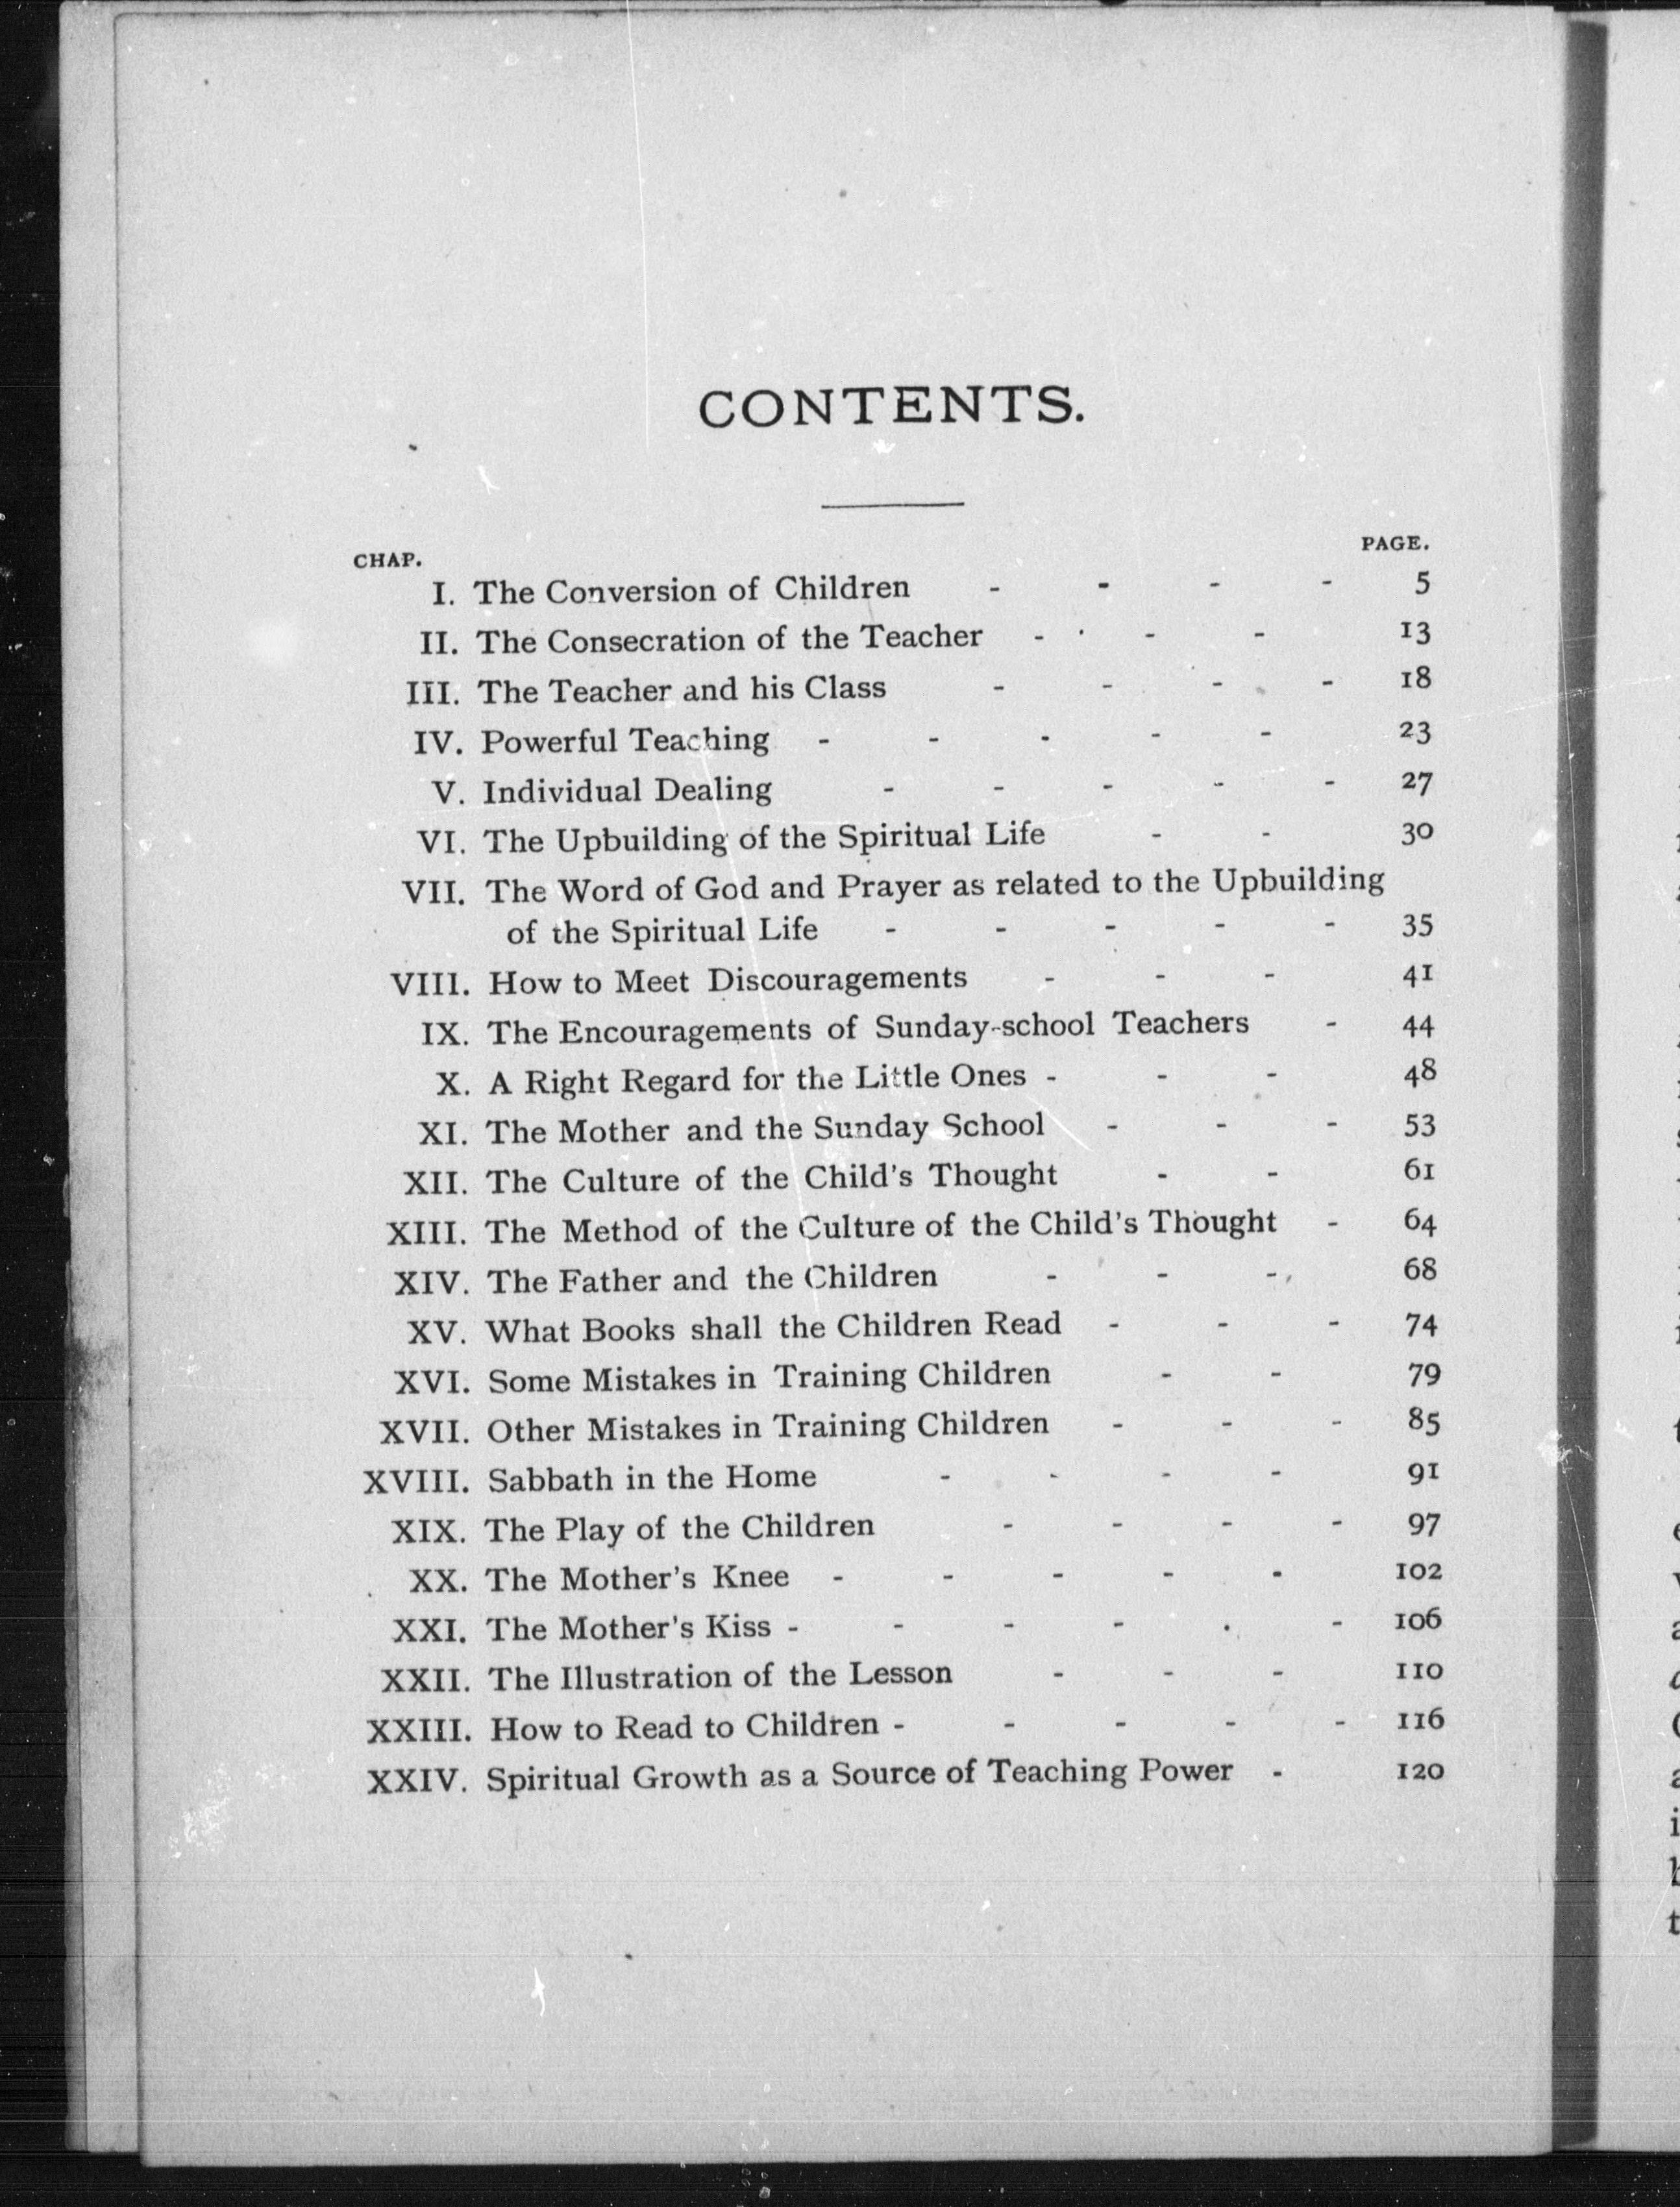 CONTENTS.
CHAP. PAGE.
I. The Conversion of Children - - - - 5
II. The Consecration of the Teacher - - - 13
III. The Teacher and his Class - - - - 18
IV. Powerful Teaching - - - - - 23
V. Individual Dealing - - - - - 27
VI. The Upbuilding of the Spiritual Life - - 30
VII. The Word of God and Prayer as related to the Upbuilding
of the Spiritual Life - - - - - 35
VIII. How to Meet Discouragements - - - 41
IX. The Encouragements of Sunday-school Teachers - 44
X. A Right Regard for the Little Ones - - - 48
XI. The Mother and the Sunday School - - - 53
XII. The Culture of the Child's Thought - - 61
XIII. The Method of the Culture of the Child's Thought - 64
XIV. The Father and the Children - - - 68
XV. What Books shall the Children Read - - - 74
XVI. Some Mistakes in Training Children - - 79
XVII. Other Mistakes in Training Children - - - 85
XVIII. Sabbath in the Home - - - - 91
XIX. The Play of the Children - - - - 97
XX. The Mother's Knee - - - - - 102
XXI. The Mother's Kiss - - - - - - 106
XXII. The Illustration of the Lesson - - - 110
XXIII. How to Read to Children - - - - - 116
XXIV. Spiritual Growth as a Source of Teaching Power - 120